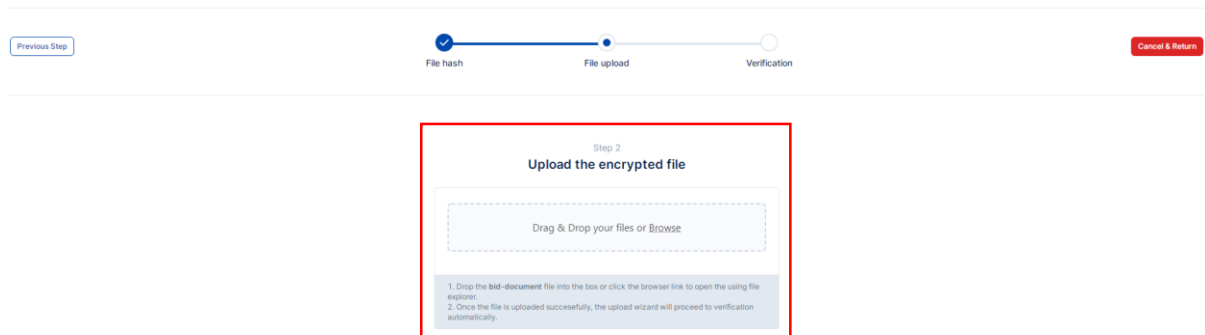 Previous Step
File hash
File upload
Verification
Cancel & Return
Step 2
Upload the encrypted file
Drag & Drop your files or Browse
1. Drop the bid-document file into the box or click the browser link to open the using file
explorer.
2. Once the file is uploaded succesefully, the upload wizard will proceed to verification
automatically.